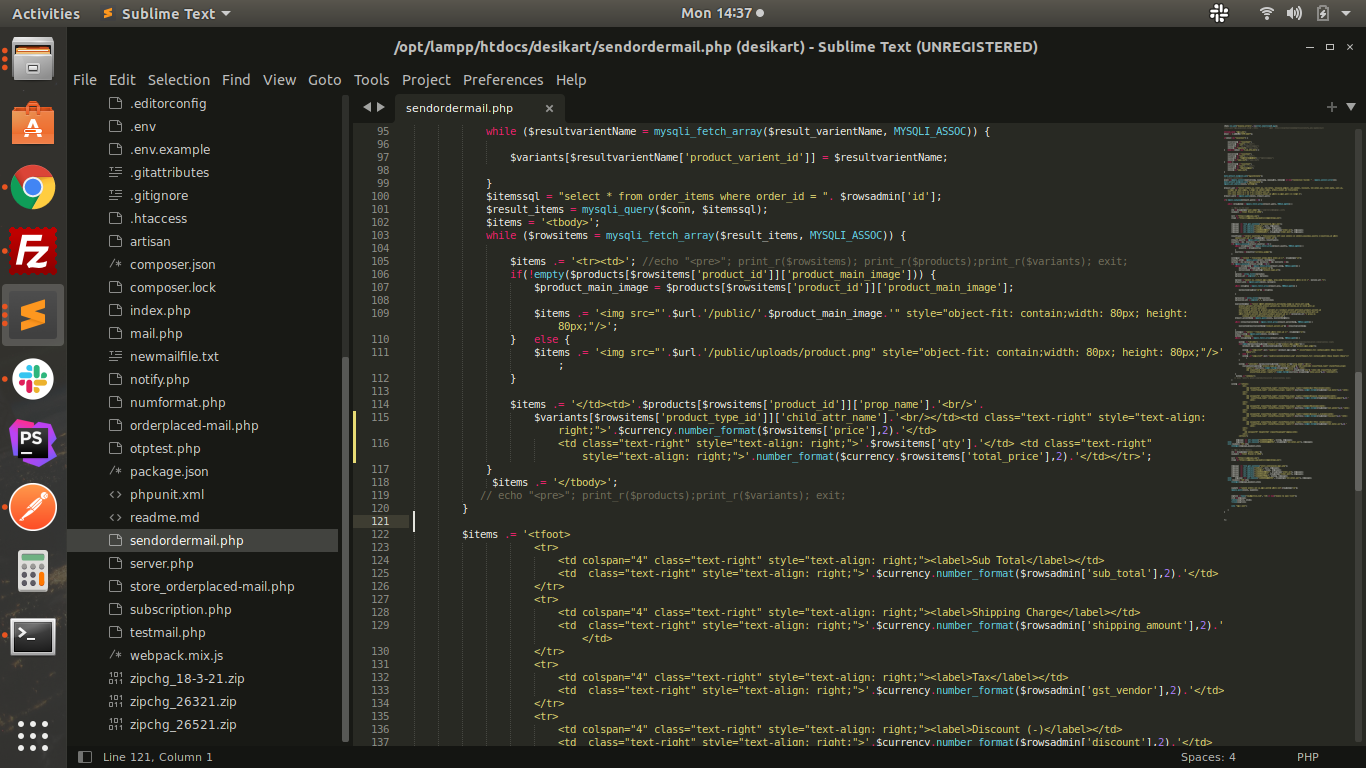 Activities
Sublime Text
Mon 14:37
/opt/lampp/htdocs/desikart/sendordermail.php (desikart) - Sublime Text (UNREGISTERED)
File Edit Selection Find View Goto Tools Project Preferences Help
.editorconfig
.env
.env.example
.gitattributes
.gitignore
.htaccess
artisan
/* composer.json
composer.lock
index.php
mail.php
newmailfile.txt
notify.php
numformat.php
orderplaced-mail.php
otptest.php
/* package.json
<> phpunit.xml
<> readme.md
sendordermail.php
server.php
store_orderplaced-mail.php
subscription.php
testmail.php
/* webpack.mix.js
zipchg_18-3-21.zip
zipchg_26321.zip
zipchg_26521.zip
sendordermail.php
95 while ($resultvarientName = mysqli_fetch_array($result_varientName, MYSQLI_ASSOC)) {
96
97 $variants[$resultvarientName['product_varient_id']] = $resultvarientName;
98
99 }
100 $itemssql = "select * from order_items where order_id = ". $rowsadmin['id'];
101 $result_items = mysqli_query($conn, $itemssql);
102 $items = '<tbody>';
103 while ($rowsitems = mysqli_fetch_array($result_items, MYSQLI_ASSOC)) {
104
105 $items .= '<tr><td>'; //echo "<pre>"; print_r($rowsitems); print_r($products);print_r($variants); exit;
106 if(!empty($products[$rowsitems['product_id']]['product_main_image'])) {
107 $product_main_image = $products[$rowsitems['product_id']]['product_main_image'];
108
109 $items .= '<img src="'.$url.'/public/'.$product_main_image.'" style="object-fit: contain;width: 80px; height:
80px;"/>';
110 } else {
111 $items .= '<img src="'.$url.'/public/uploads/product.png" style="object-fit: contain;width: 80px; height: 80px;"/>'
;
112 }
113
114 $items .= '</td><td>'.$products[$rowsitems['product_id']]['prop_name'].'<br/>'.
115 $variants[$rowsitems['product_type_id']]['child_attr_name'].'<br/></td><td class="text-right" style="text-align:
right;">'.$currency.number_format($rowsitems['price'],2).'</td>
116 <td class="text-right" style="text-align: right;">'.$rowsitems['qty'].'</td> <td class="text-right"
style="text-align: right;">'.number_format($currency.$rowsitems['total_price'],2).'</td></tr>';
117 }
118 $items .= '</tbody>';
119 // echo "<pre>"; print_r($products);print_r($variants); exit;
120 }
121
122 $items .= '<tfoot>
123 <tr>
124 <td colspan="4" class="text-right" style="text-align: right;"><label>Sub Total</label></td>
125 <td  class="text-right" style="text-align: right;">'.$currency.number_format($rowsadmin['sub_total'],2).'</td>
126 </tr>
127 <tr>
128 <td colspan="4" class="text-right" style="text-align: right;"><label>Shipping Charge</label></td>
129 <td  class="text-right" style="text-align: right;">'.$currency.number_format($rowsadmin['shipping_amount'],2).'
</td>
130 </tr>
131 <tr>
132 <td colspan="4" class="text-right" style="text-align: right;"><label>Tax</label></td>
133 <td  class="text-right" style="text-align: right;">'.$currency.number_format($rowsadmin['gst_vendor'],2).'</td>
134 </tr>
135 <tr>
136 <td colspan="4" class="text-right" style="text-align: right;"><label>Discount (-)</label></td>
137 <td  class="text-right" style="text-align: right;">'.$currency.number_format($rowsadmin['discount'],2).'</td>
Line 121, Column 1
Spaces: 4
PHP